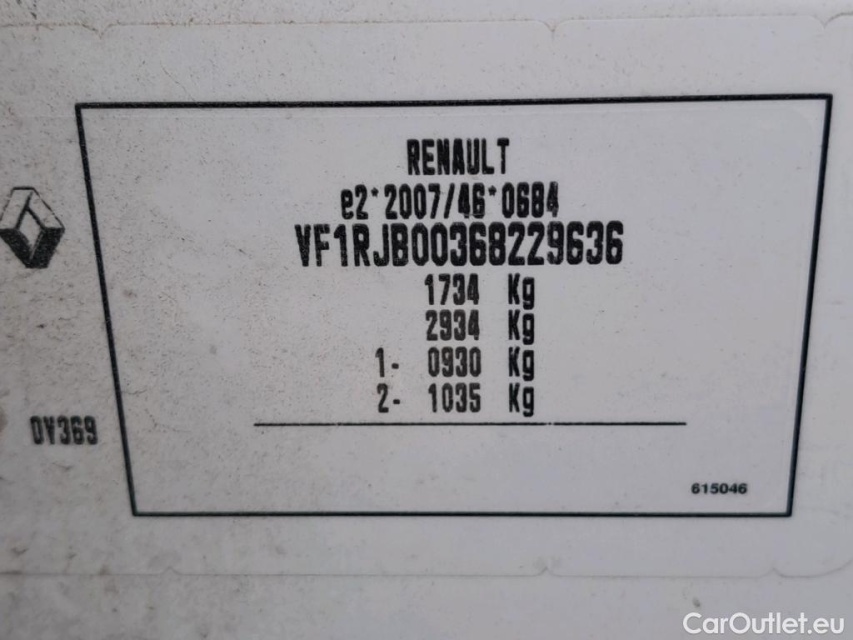 RENAULT
e2*2007/46*0684
VF1RJB00368229636
1734 Kg
2934 Kg
1- 0930 Kg
2- 1035 Kg
0V369
615046
CarOutlet.eu